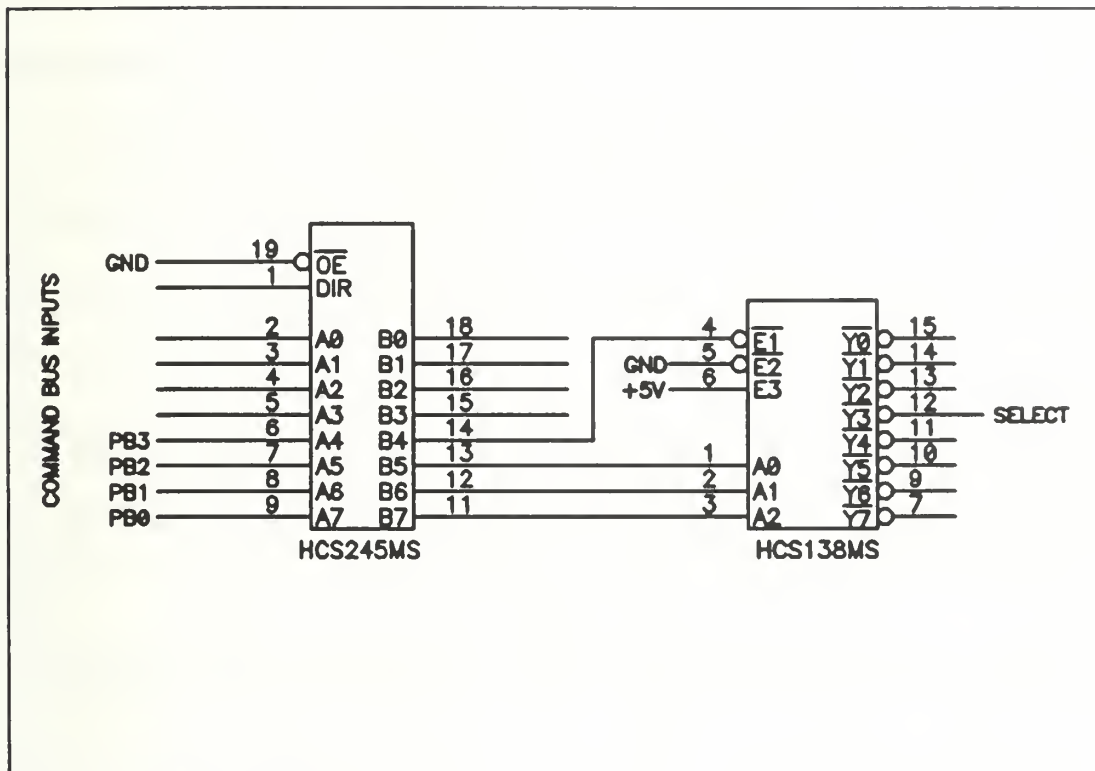 COMMAND BUS INPUTS
GND 19 OE
1 DIR
2 A0 B0 18
3 A1 B1 17
4 A2 B2 16
5 A3 B3 15
PB3 6 A4 B4 14
PB2 7 A5 B5 13
PB1 8 A6 B6 12
PB0 9 A7 B7 11
HCS245MS
4 E1 Y0 15
GND 5 E2 Y1 14
+5V 6 E3 Y2 13
Y3 12 SELECT
Y4 11
1 A0 Y5 10
2 A1 Y6 9
3 A2 Y7 7
HCS138MS